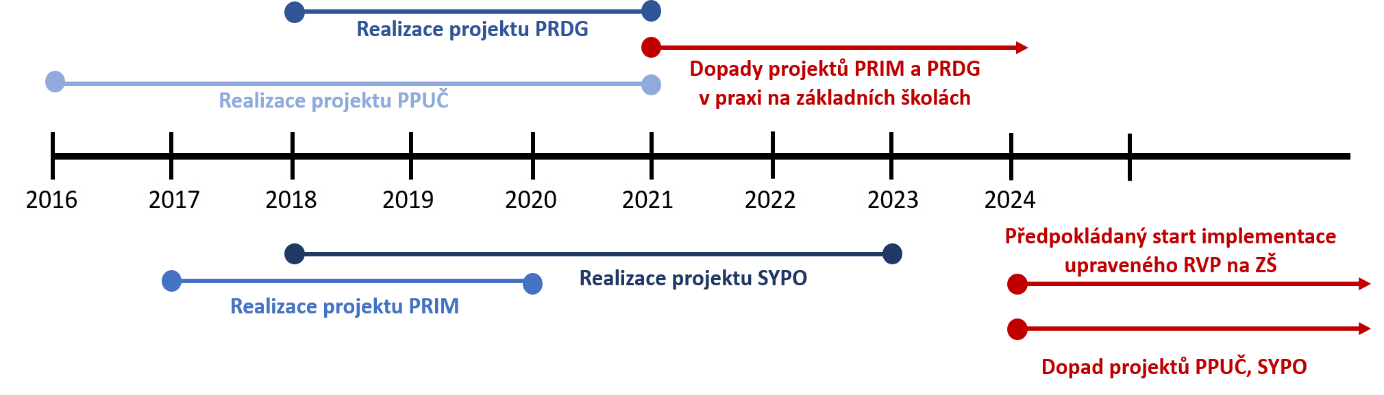 Realizace projektu PRDG
Dopady projektů PRIM a PRDG
v praxi na základních školách
Realizace projektu PPUČ
2016 2017 2018 2019 2020 2021 2022 2023 2024
Předpokládaný start implementace
upraveného RVP na ZŠ
Realizace projektu SYPO
Realizace projektu PRIM
Dopad projektů PPUČ, SYPO